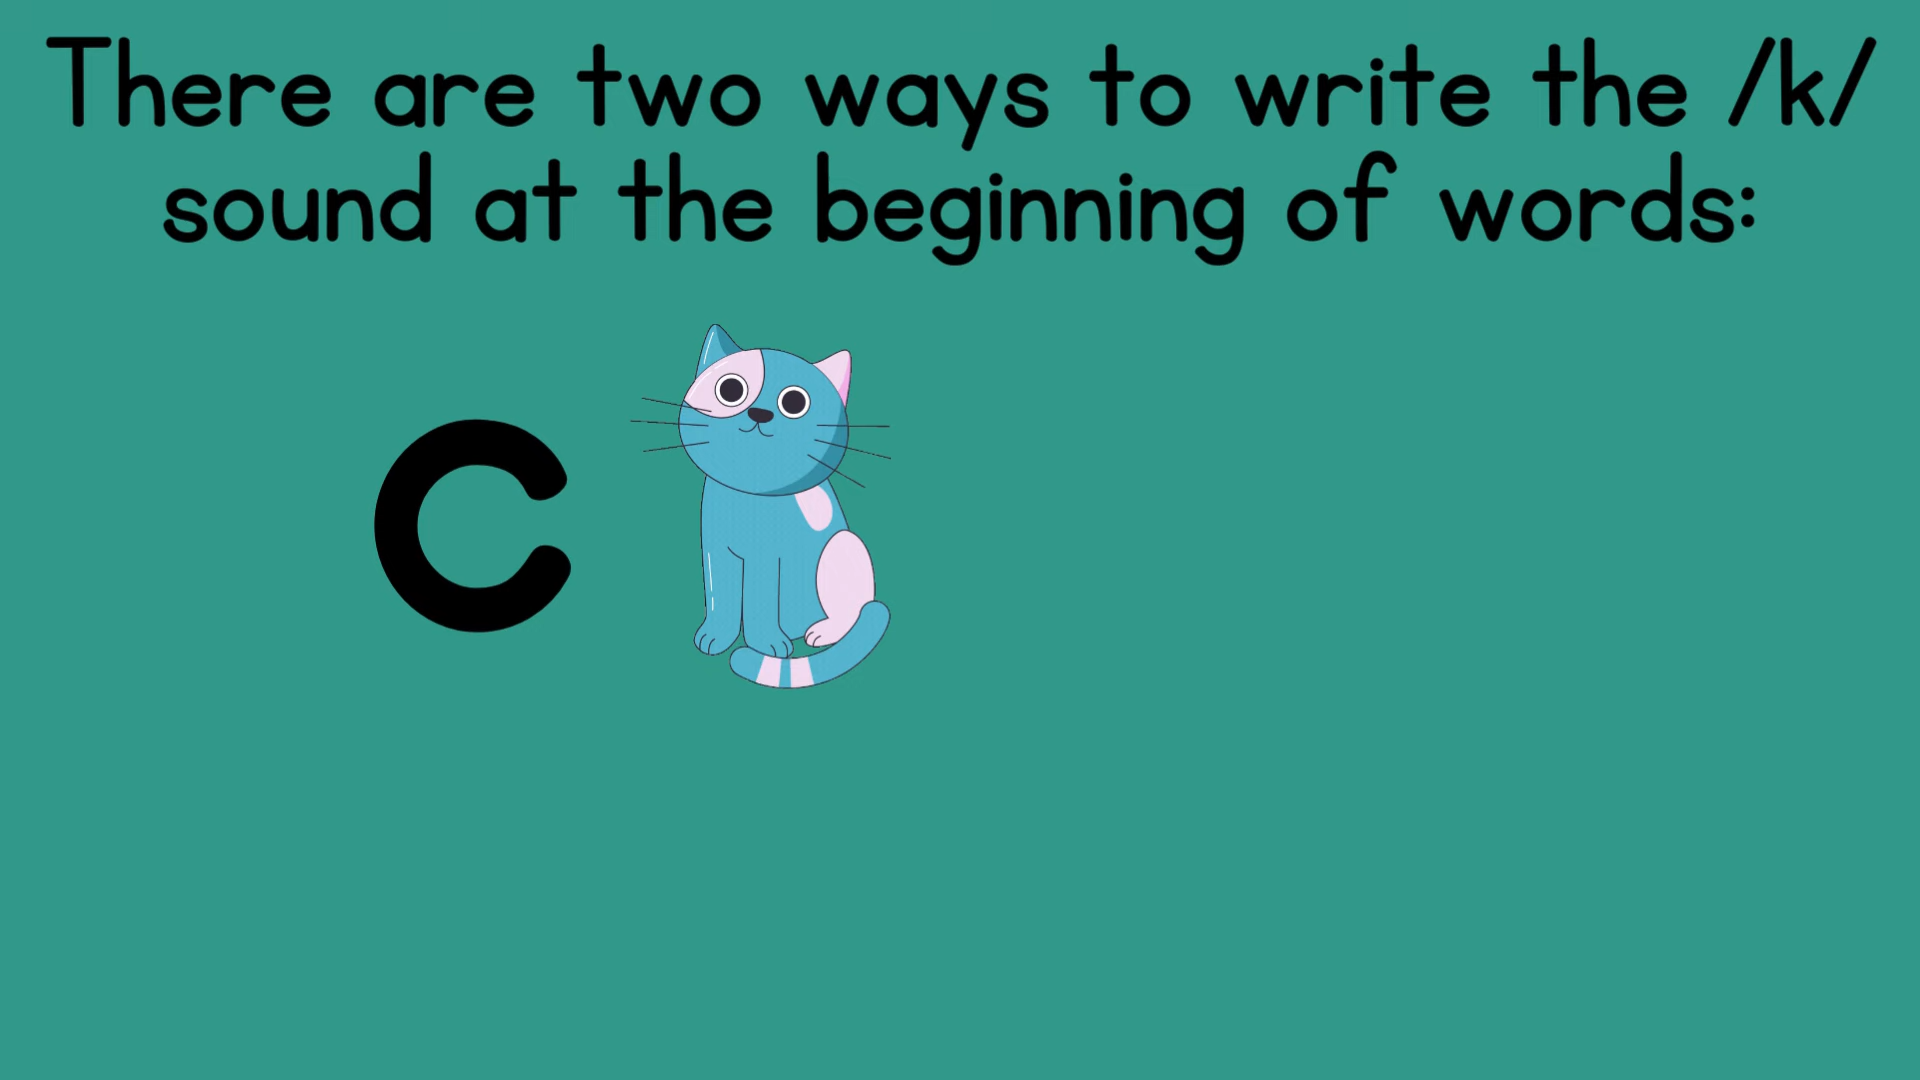 There are two ways to write the /k/
sound at the beginning of words:
c